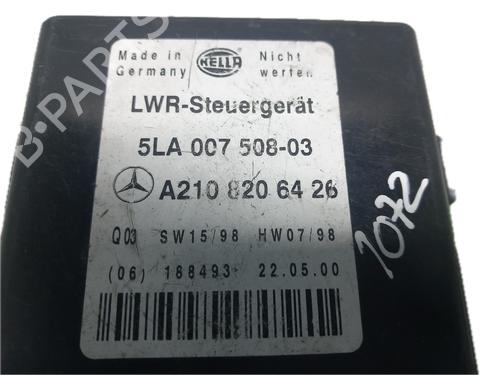 Made in
Germany
HELLA
Nicht
werfen
LWR-Steuergerät
5LA 007 508-03
A210 820 64 26
Q03 SW15/98 HW07/98
(06) 188493 22.05.00
1072
B-PARTS